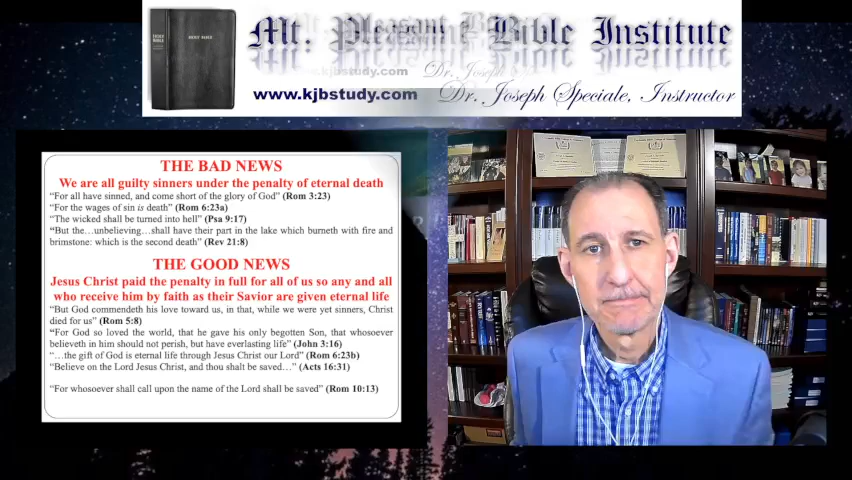 HOLY BIBLE
Mt. Pleasant Bible Institute
www.kjbstudy.com
Dr. Joseph Speciale, Instructor
THE BAD NEWS
We are all guilty sinners under the penalty of eternal death
“For all have sinned, and come short of the glory of God” (Rom 3:23)
“For the wages of sin is death” (Rom 6:23a)
“The wicked shall be turned into hell” (Psa 9:17)
“But the…unbelieving…shall have their part in the lake which burneth with fire and
brimstone: which is the second death” (Rev 21:8)
THE GOOD NEWS
Jesus Christ paid the penalty in full for all of us so any and all
who receive him by faith as their Savior are given eternal life
“But God commendeth his love toward us, in that, while we were yet sinners, Christ
died for us” (Rom 5:8)
“For God so loved the world, that he gave his only begotten Son, that whosoever
believeth in him should not perish, but have everlasting life” (John 3:16)
“…the gift of God is eternal life through Jesus Christ our Lord” (Rom 6:23b)
“Believe on the Lord Jesus Christ, and thou shalt be saved…” (Acts 16:31)
“For whosoever shall call upon the name of the Lord shall be saved” (Rom 10:13)